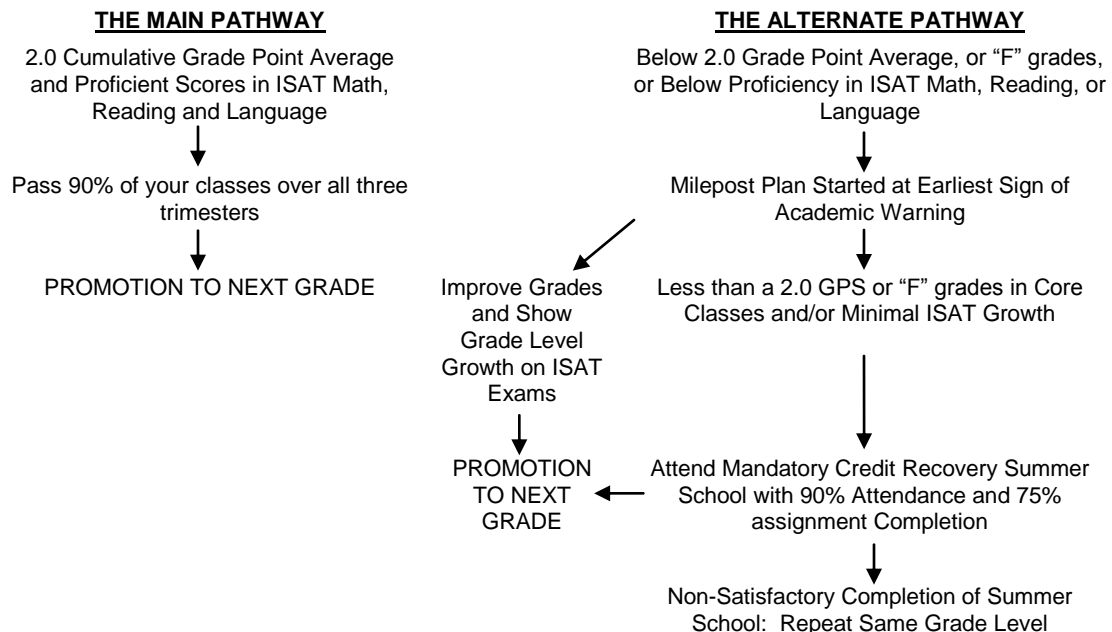 THE MAIN PATHWAY
2.0 Cumulative Grade Point Average
and Proficient Scores in ISAT Math,
Reading and Language
Pass 90% of your classes over all three
trimesters
PROMOTION TO NEXT GRADE
THE ALTERNATE PATHWAY
Below 2.0 Grade Point Average, or “F” grades,
or Below Proficiency in ISAT Math, Reading, or
Language
Milepost Plan Started at Earliest Sign of
Academic Warning
Improve Grades
and Show
Grade Level
Growth on ISAT
Exams
Less than a 2.0 GPS or “F” grades in Core
Classes and/or Minimal ISAT Growth
PROMOTION
TO NEXT
GRADE
Attend Mandatory Credit Recovery Summer
School with 90% Attendance and 75%
assignment Completion
Non-Satisfactory Completion of Summer
School: Repeat Same Grade Level